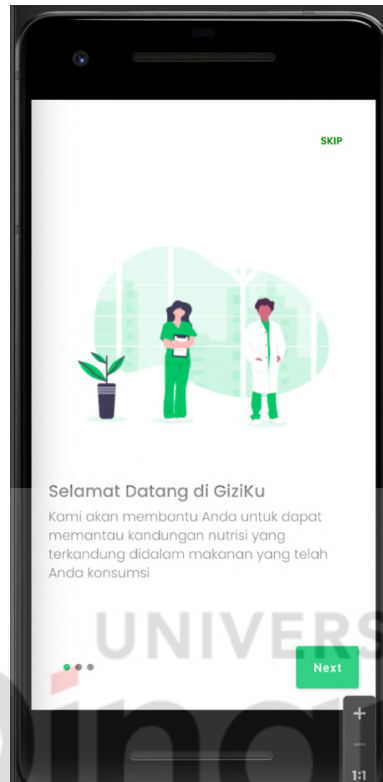 SKIP
Selamat Datang di GiziKu
Kami akan membantu Anda untuk dapat
memantau kandungan nutrisi yang
terkandung didalam makanan yang telah
Anda konsumsi
UNIVERS
Next
1:1